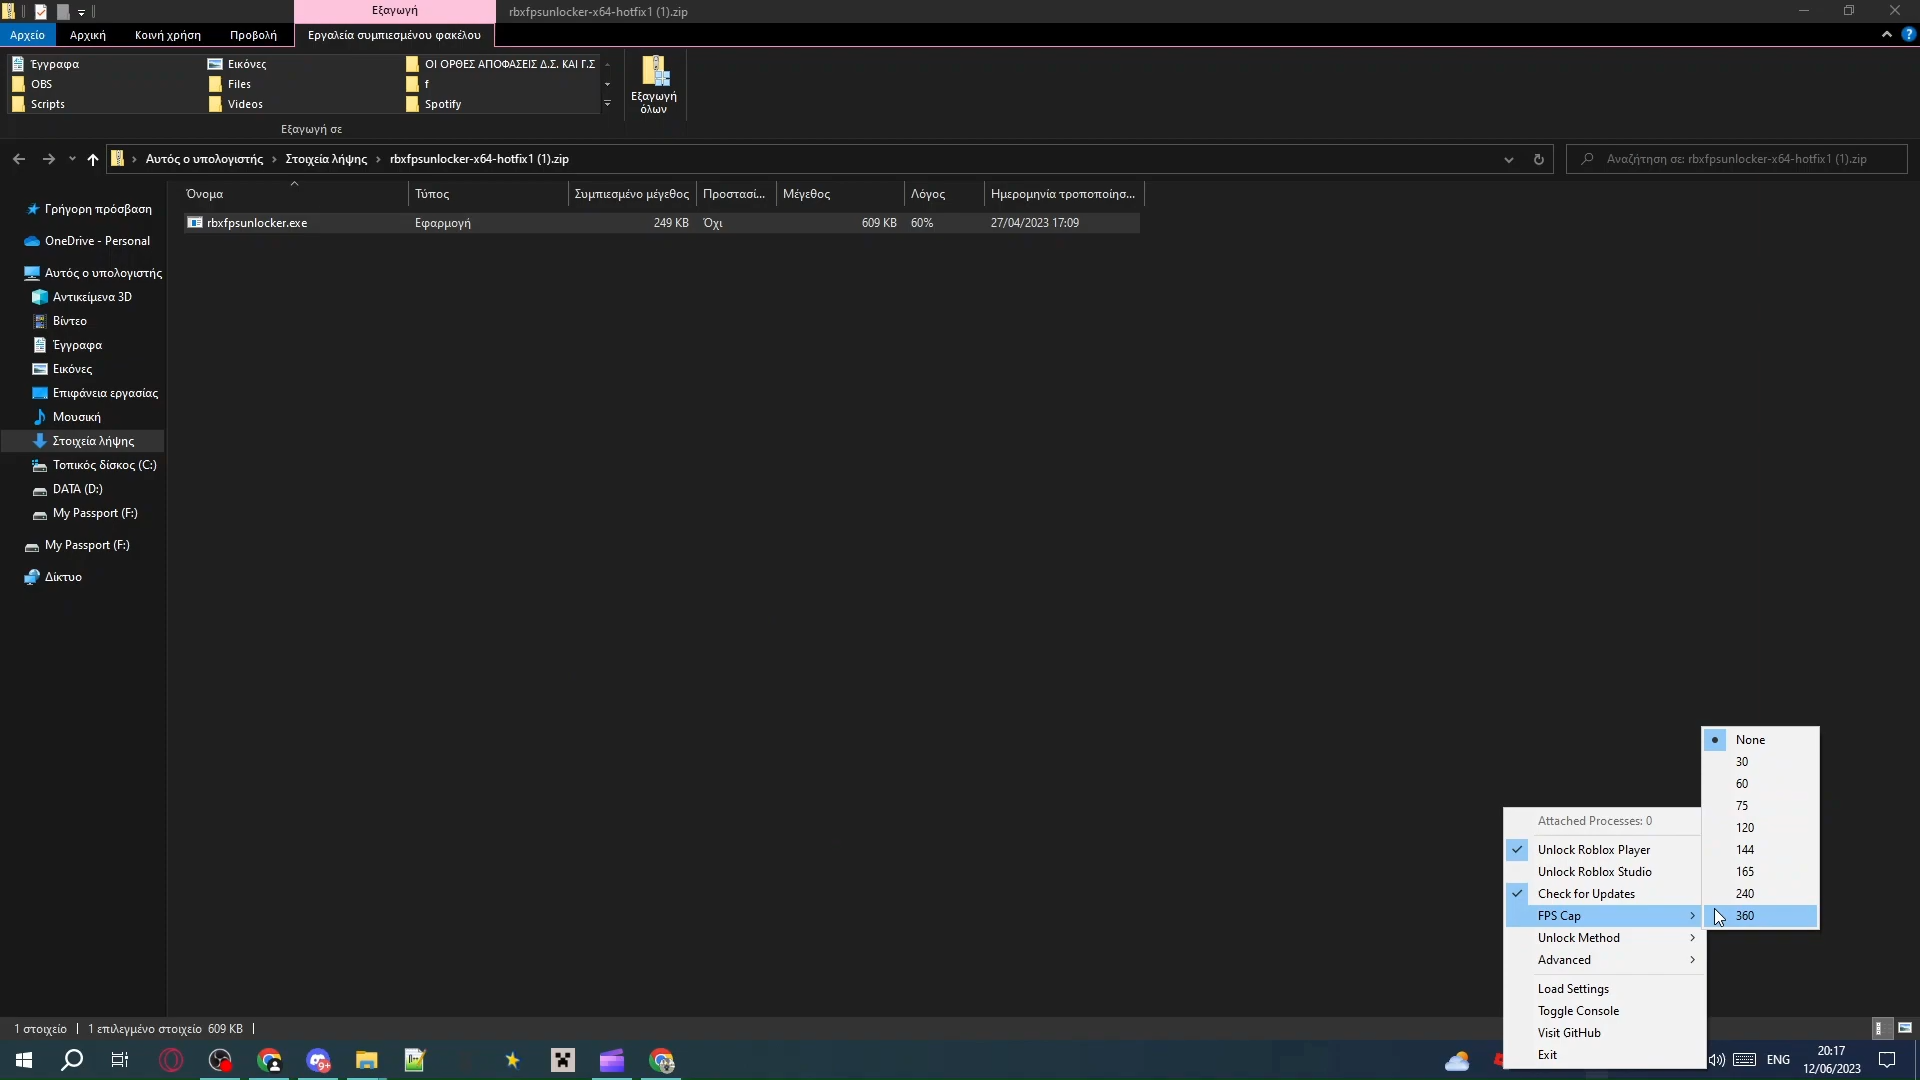 Εξαγωγή
rbxfpsunlocker-x64-hotfix1 (1).zip
Αρχείο
Αρχική
Κοινή χρήση
Προβολή
Εργαλεία συμπιεσμένου φακέλου
Έγγραφα
Εικόνες
ΟΙ ΟΡΘΕΣ ΑΠΟΦΑΣΕΙΣ Δ.Σ. ΚΑΙ Γ.Σ
OBS
Files
f
Scripts
Videos
Spotify
Εξαγωγή
όλων
Εξαγωγή σε
Αυτός ο υπολογιστής › Στοιχεία λήψης › rbxfpsunlocker-x64-hotfix1 (1).zip
Αναζήτηση σε: rbxfpsunlocker-x64-hotfix1 (1).zip
Όνομα
Τύπος
Συμπιεσμένο μέγεθος
Προστασί...
Μέγεθος
Λόγος
Ημερομηνία τροποποίησ...
rbxfpsunlocker.exe
Εφαρμογή
249 KB
Όχι
609 KB
60%
27/04/2023 17:09
Γρήγορη πρόσβαση
OneDrive - Personal
Αυτός ο υπολογιστής
Αντικείμενα 3D
Βίντεο
Έγγραφα
Εικόνες
Επιφάνεια εργασίας
Μουσική
Στοιχεία λήψης
Τοπικός δίσκος (C:)
DATA (D:)
My Passport (F:)
My Passport (F:)
Δίκτυο
None
30
60
75
120
144
165
240
360
Attached Processes: 0
Unlock Roblox Player
Unlock Roblox Studio
Check for Updates
FPS Cap
Unlock Method
Advanced
Load Settings
Toggle Console
Visit GitHub
Exit
1 στοιχείο
1 επιλεγμένο στοιχείο 609 KB
9+
ENG
20:17
12/06/2023